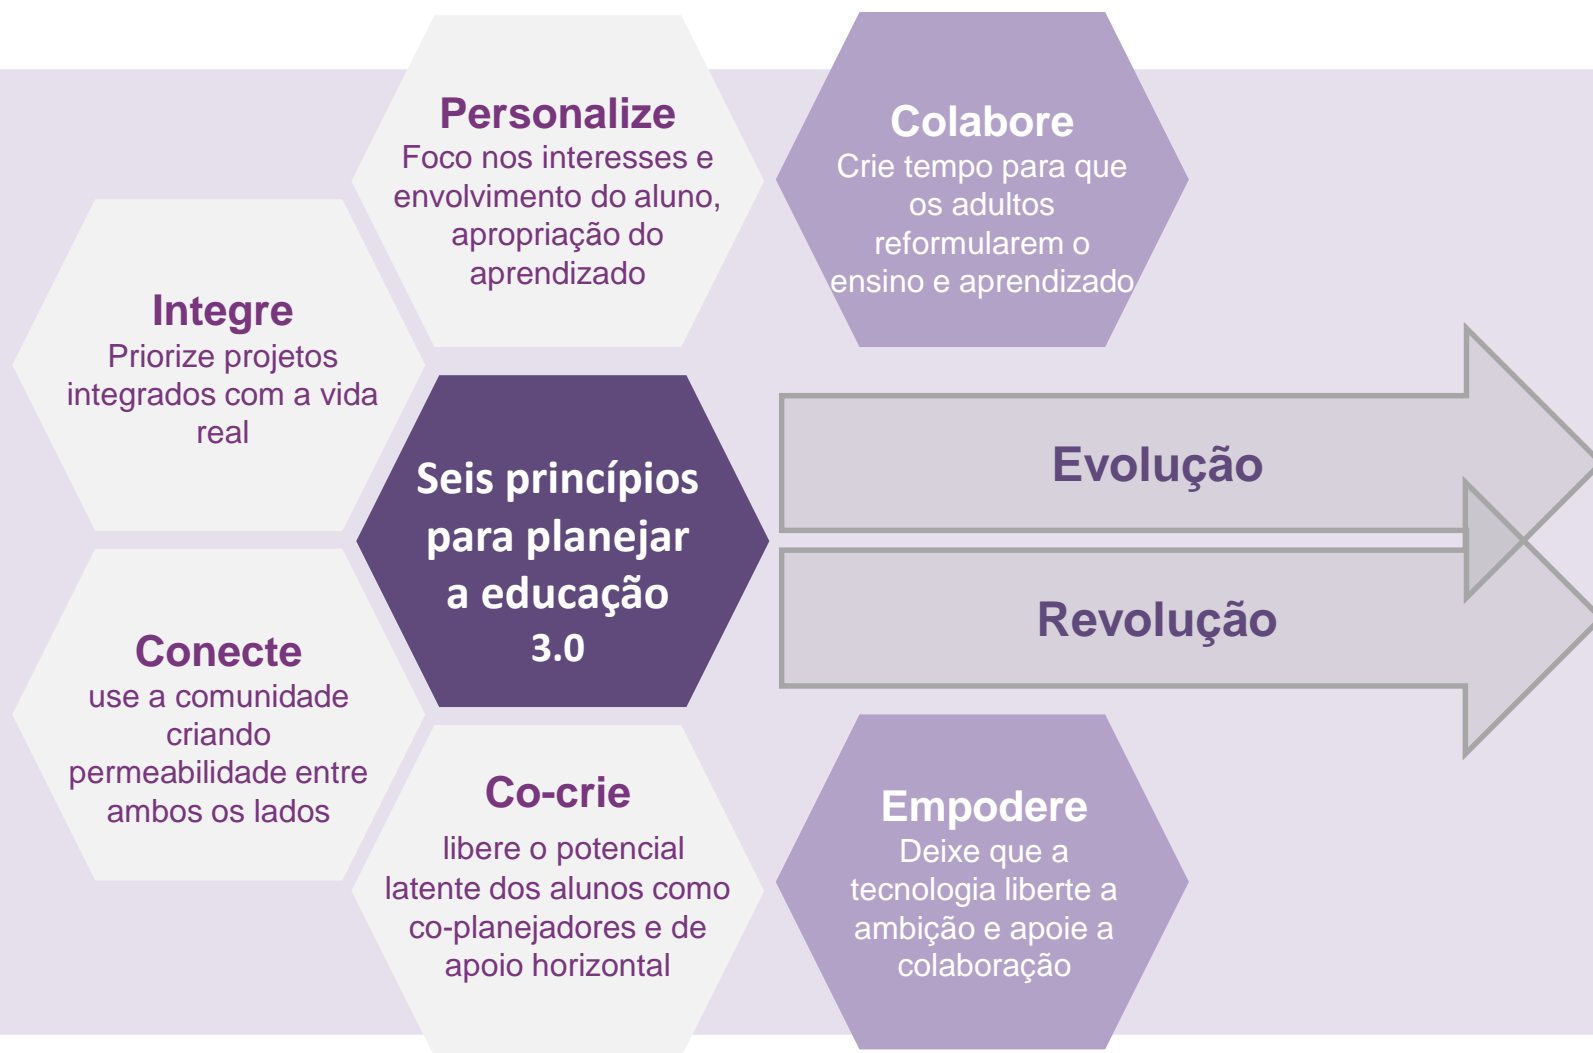 Personalize
Foco nos interesses e
envolvimento do aluno,
apropriação do
aprendizado
Colabore
Crie tempo para que
os adultos
reformularem o
ensino e aprendizado
Integre
Priorize projetos
integrados com a vida
real
Seis princípios
para planejar
a educação
3.0
Evolução
Revolução
Conecte
use a comunidade
criando
permeabilidade entre
ambos os lados
Co-crie
libere o potencial
latente dos alunos como
co-planejadores e de
apoio horizontal
Empodere
Deixe que a
tecnologia liberte a
ambição e apoie a
colaboração